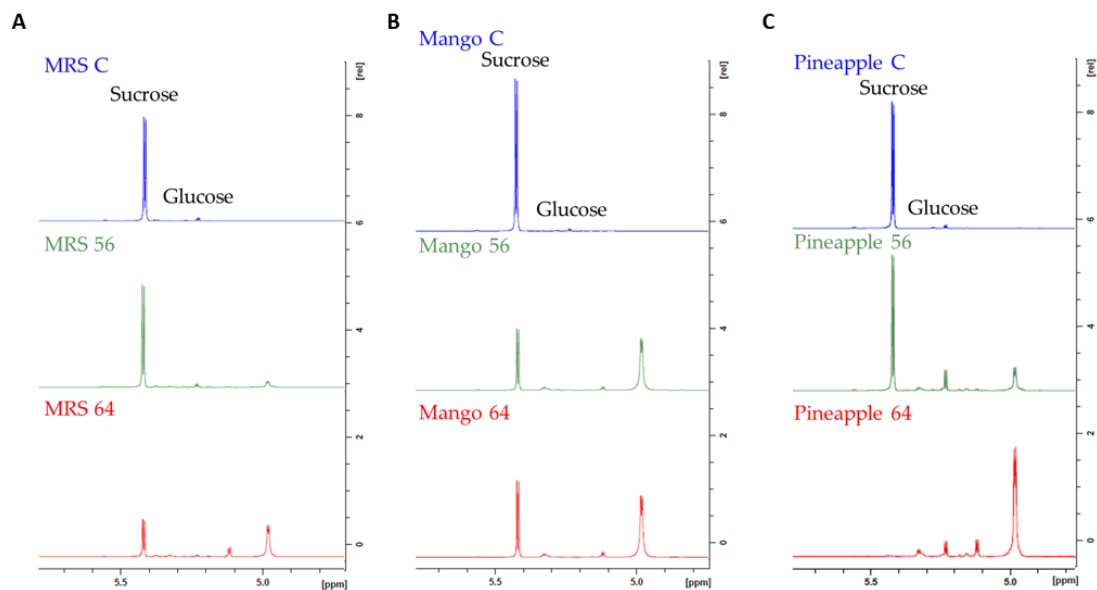 A
MRS C
Sucrose
Glucose
MRS 56
MRS 64
[rel]
8
6
4
2
0
5.5
5.0
[ppm]
B
Mango C
Sucrose
Glucose
Mango 56
Mango 64
[rel]
8
6
4
2
0
5.5
5.0
[ppm]
C
Pineapple C
Sucrose
Glucose
Pineapple 56
Pineapple 64
[rel]
8
6
4
2
0
5.5
5.0
[ppm]